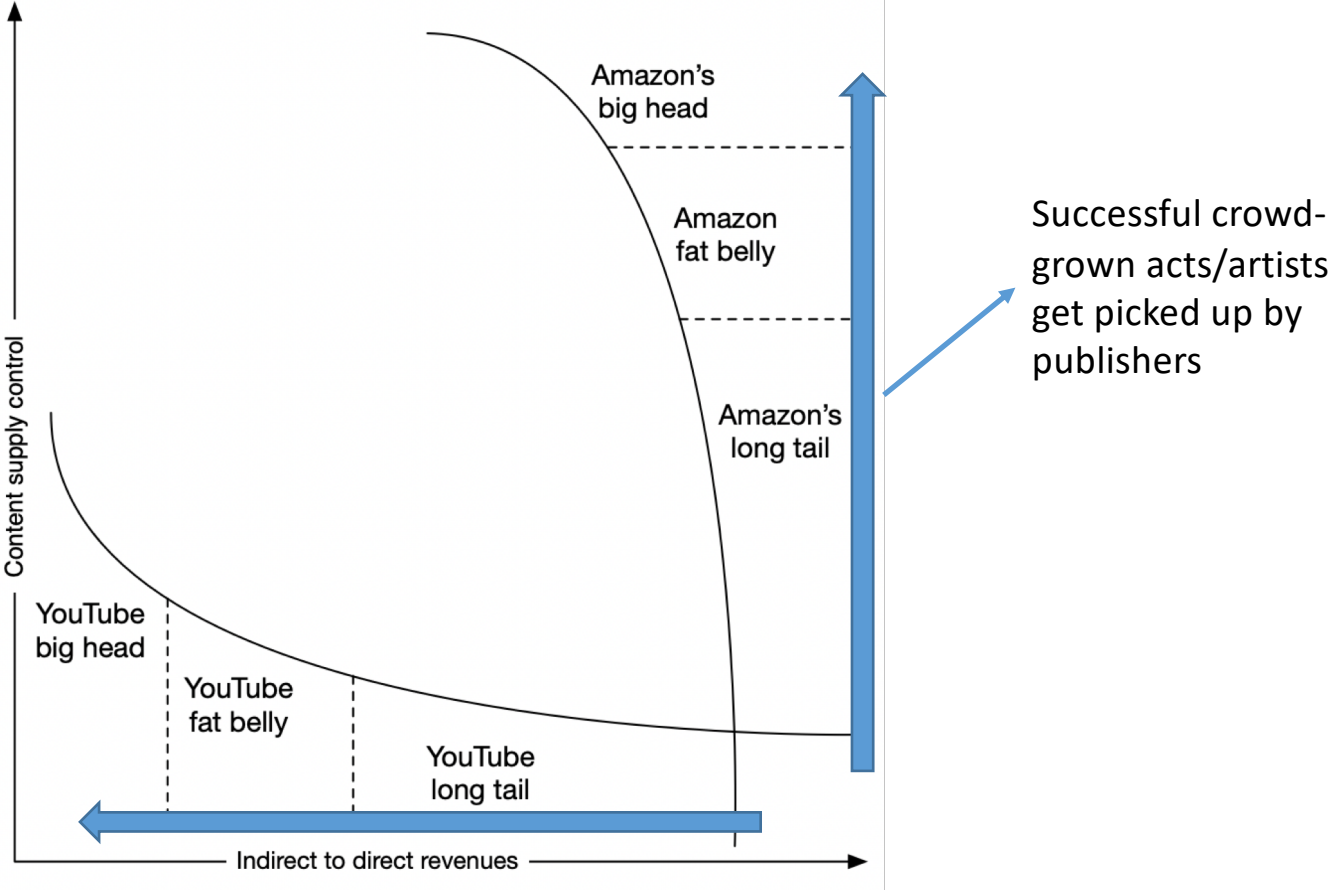 Amazon's
big head
Amazon
fat belly
Successful crowd-
grown acts/artists
get picked up by
publishers
Amazon's
long tail
Content supply control
YouTube
big head
YouTube
fat belly
YouTube
long tail
Indirect to direct revenues